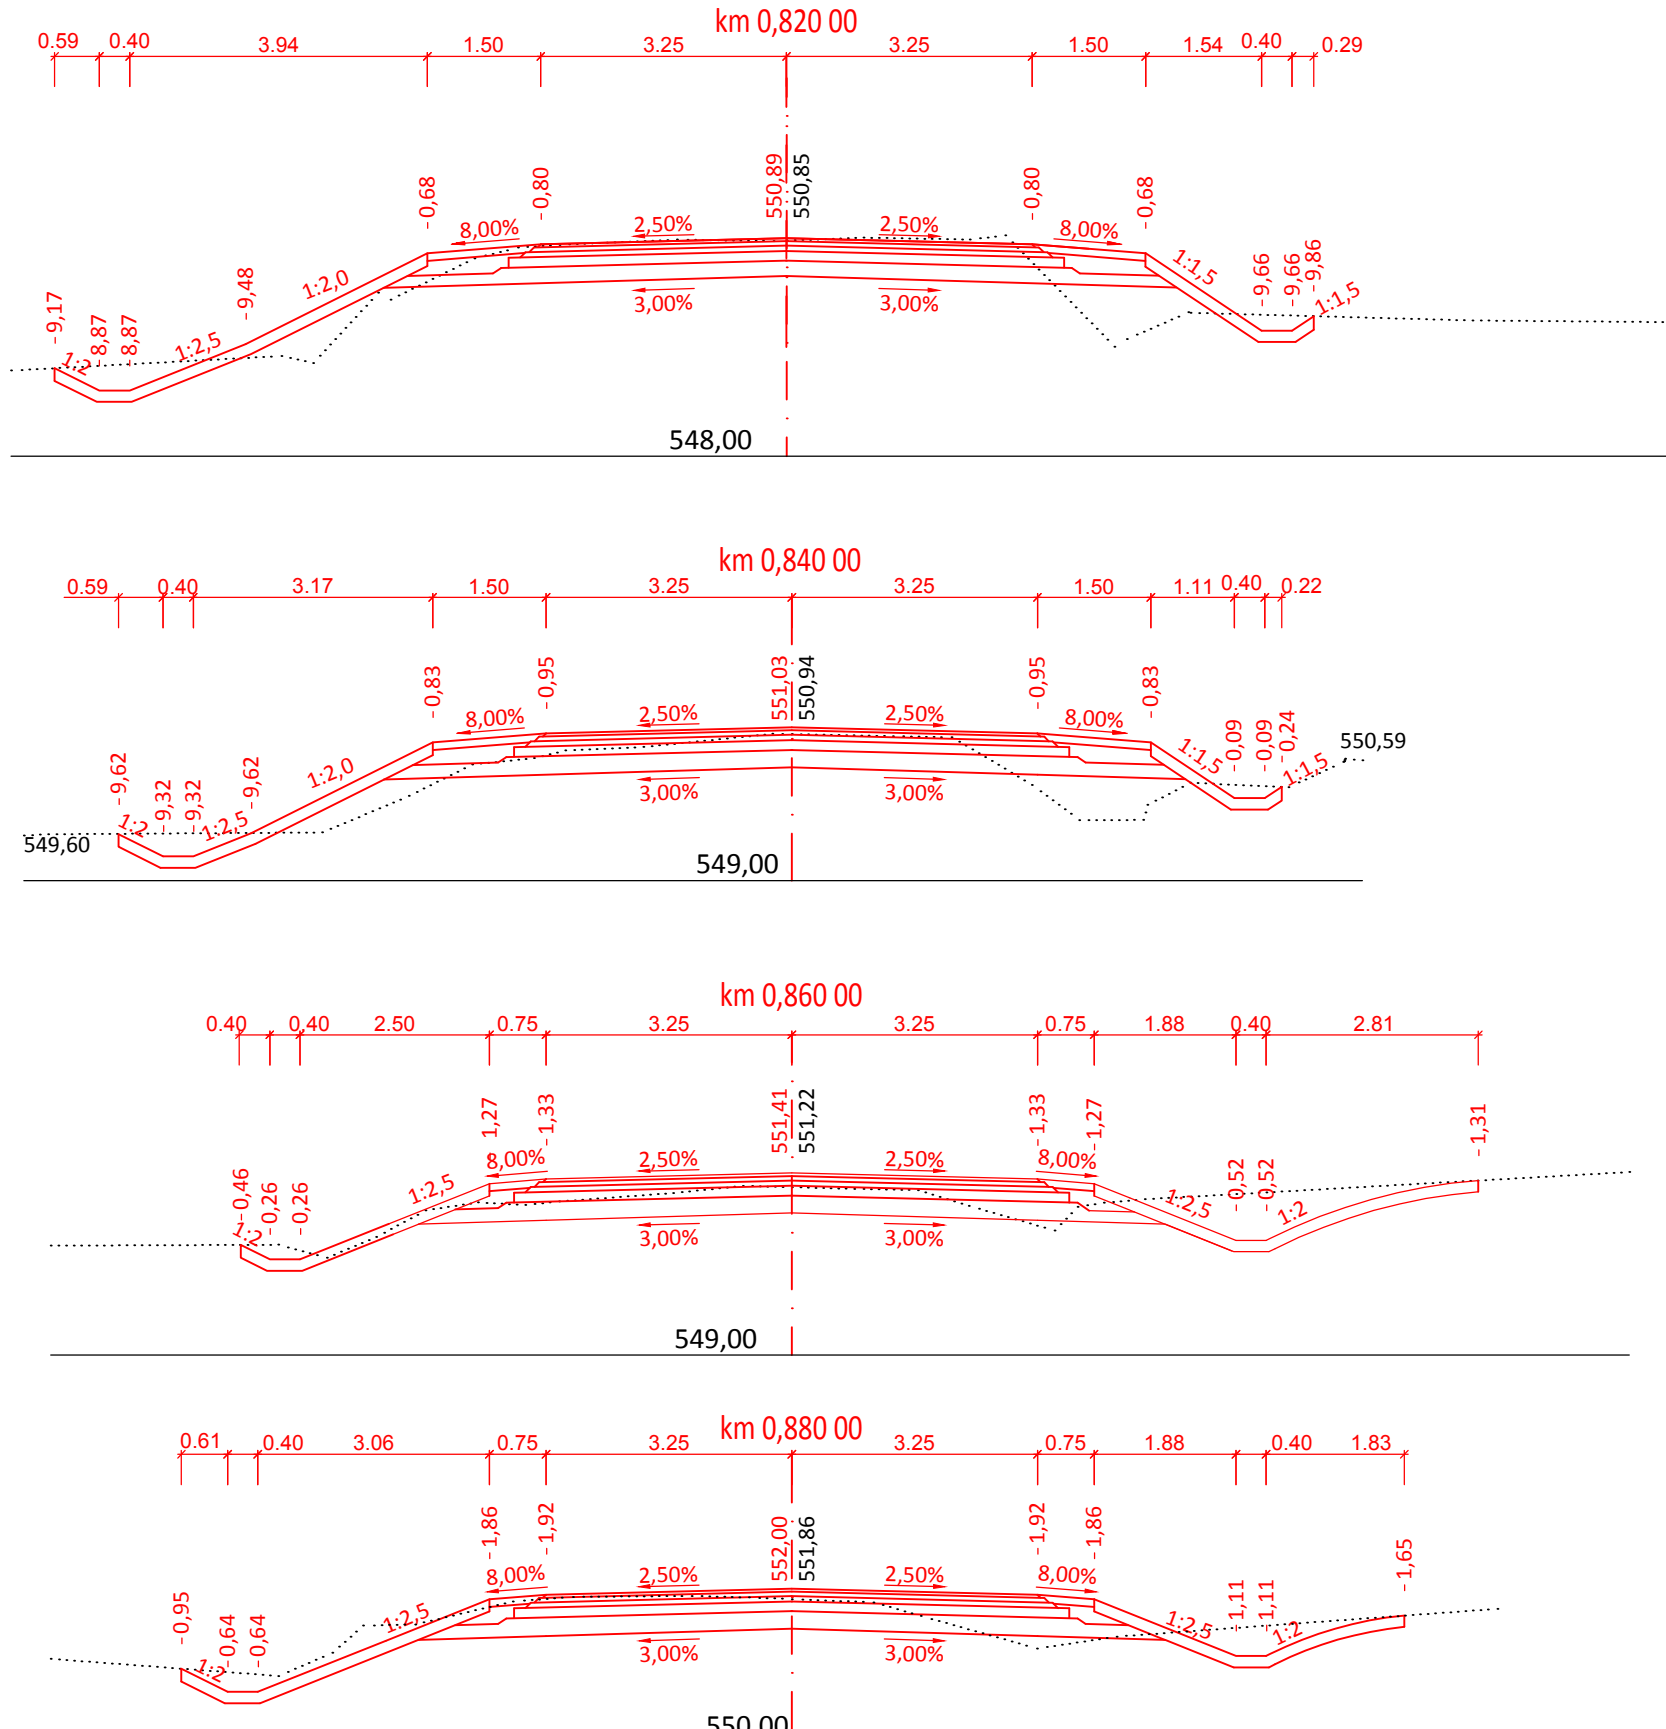 km 0,820 00
0.59 0.40 3.94 1.50 3.25 3.25 1.50 1.54 0.40 0.29
-9,17 -8,87 -8,87 -9,48 -0,68 -0,80 550,89 550,85 -0,80 -0,68 -9,66 -9,66 -9,86
8,00% 2,50% 2,50% 8,00%
1:2 1:2,5 1:2,0 3,00% 3,00% 1:1,5 1:1,5
548,00
km 0,840 00
0.59 0.40 3.17 1.50 3.25 3.25 1.50 1.11 0.40 0.22
-9,62 -9,32 -9,32 -9,62 -0,83 -0,95 551,03 550,94 -0,95 -0,83 -0,09 -0,09 -0,24
8,00% 2,50% 2,50% 8,00% 550,59
1:2 1:2,5 1:2,0 3,00% 3,00% 1:1,5 1:1,5
549,60
549,00
km 0,860 00
0.40 0.40 2.50 0.75 3.25 3.25 0.75 1.88 0.40 2.81
-0,46 -0,26 -0,26 1,27 -1,33 551,41 551,22 -1,33 -1,27 -0,52 -0,52 -1,31
8,00% 2,50% 2,50% 8,00%
1:2 1:2,5 3,00% 3,00% 1:2,5 1:2
549,00
km 0,880 00
0.61 0.40 3.06 0.75 3.25 3.25 0.75 1.88 0.40 1.83
-0,95 -0,64 -0,64 -1,86 -1,92 552,00 551,86 -1,92 -1,86 -1,11 -1,11 -1,65
8,00% 2,50% 2,50% 8,00%
1:2 1:2,5 3,00% 3,00% 1:2,5 1:2
550,00